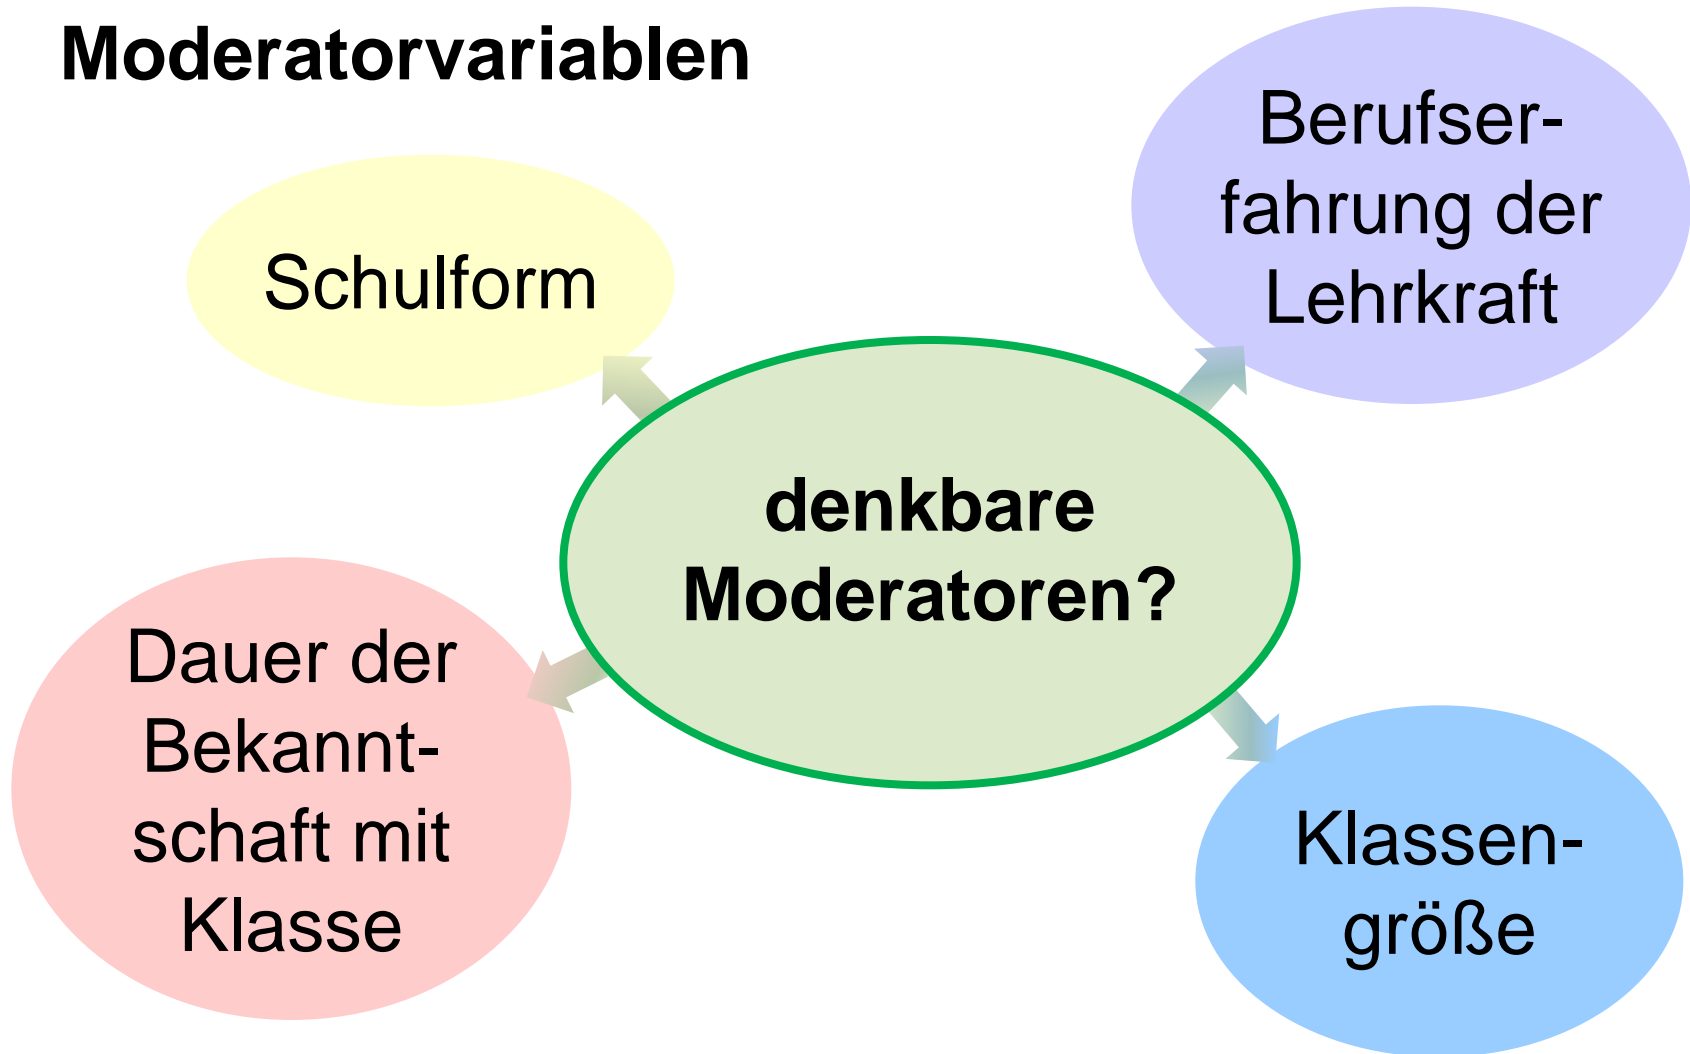 Moderatorvariablen
Schulform
Berufser-
fahrung der
Lehrkraft
denkbare
Moderatoren?
Dauer der
Bekannt-
schaft mit
Klasse
Klassen-
größe